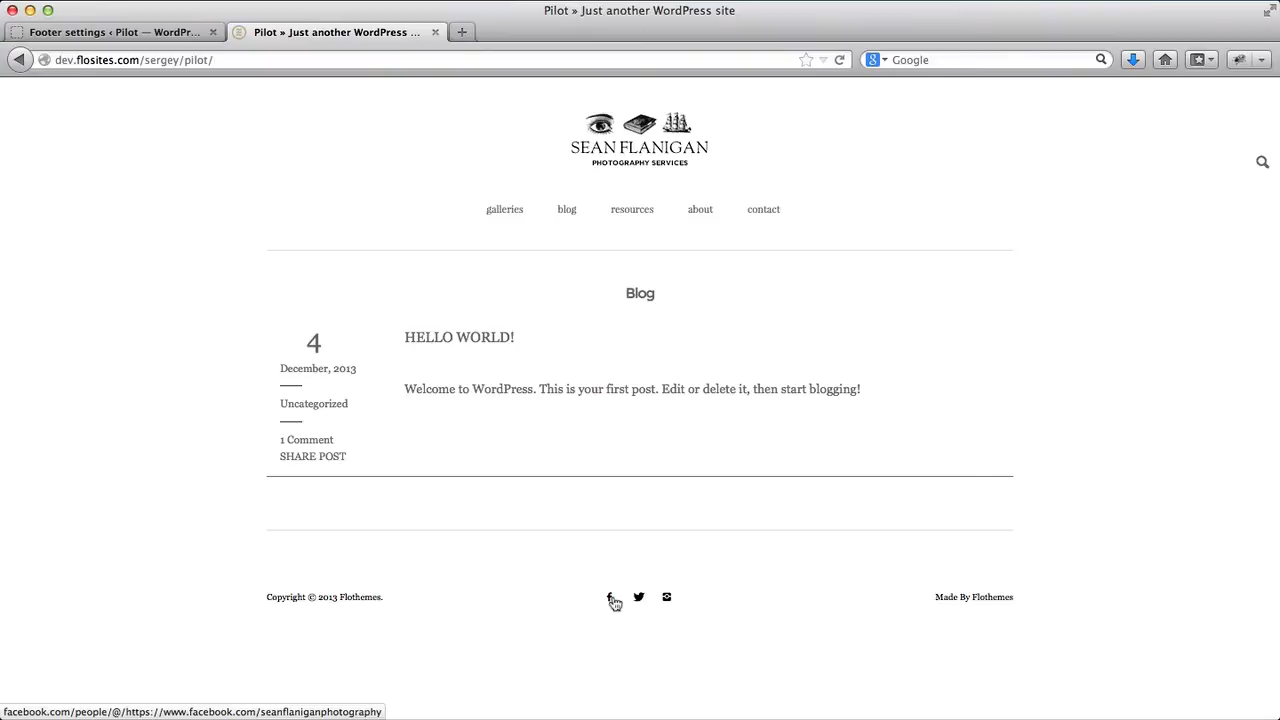 Pilot » Just another WordPress site
Footer settings ‹ Pilot — WordPr...
Pilot » Just another WordPress ...
dev.flosites.com/sergey/pilot/
Google
SEAN FLANIGAN
PHOTOGRAPHY SERVICES
galleries blog resources about contact
Blog
4
December, 2013
Uncategorized
1 Comment
SHARE POST
HELLO WORLD!
Welcome to WordPress. This is your first post. Edit or delete it, then start blogging!
Copyright © 2013 Flothemes.
Made By Flothemes
facebook.com/people/@/https://www.facebook.com/seanflaniganphotography